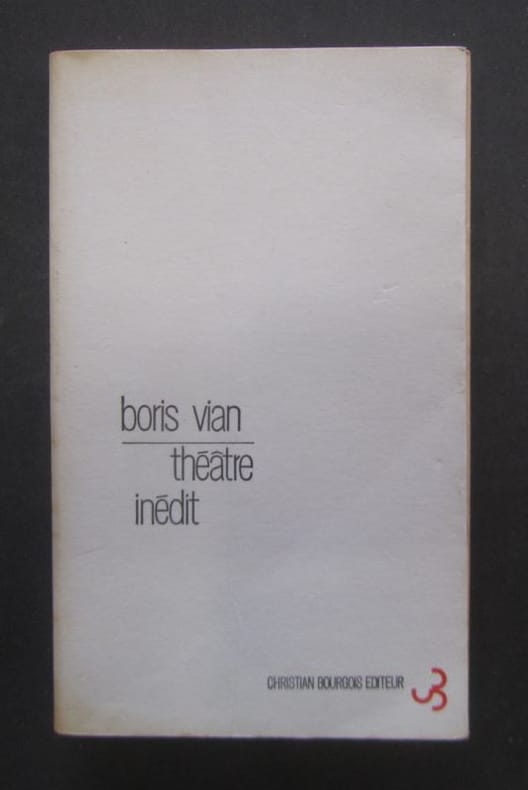 boris vian
théâtre
inédit
CHRISTIAN BOURGOIS EDITEUR